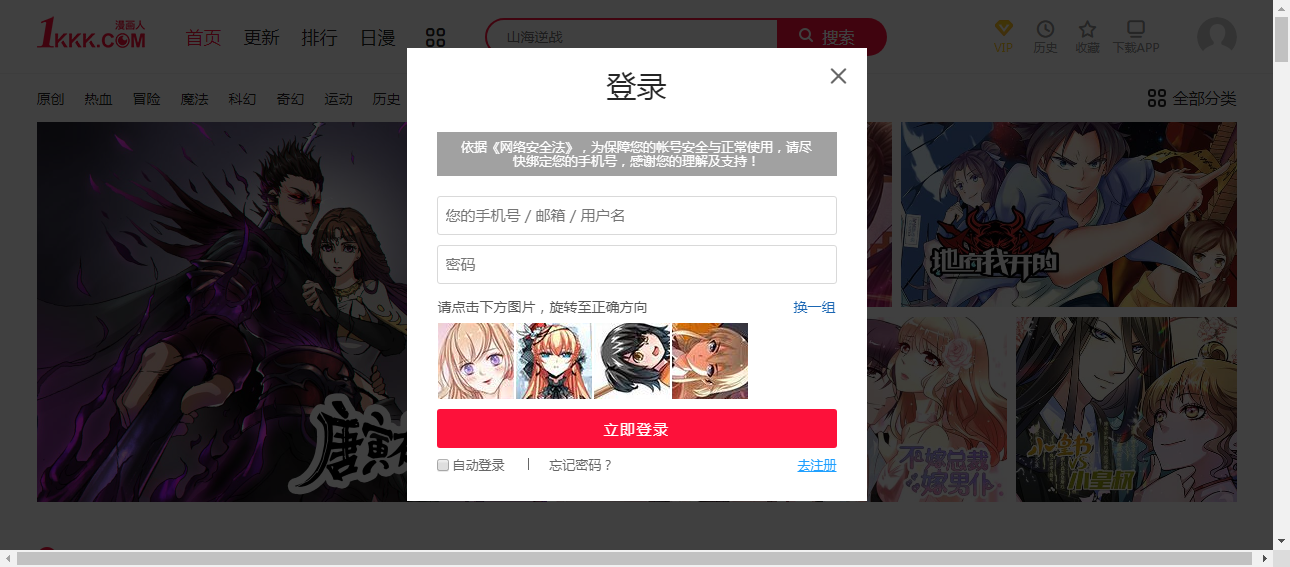 漫画人
1KKK.COM
首页 更新 排行 日漫
山海逆战
搜索
VIP 历史 收藏 下载APP
原创 热血 冒险 魔法 科幻 奇幻 运动 历史
全部分类
登录
依据《网络安全法》，为保障您的帐号安全与正常使用，请尽
快绑定您的手机号，感谢您的理解及支持！
您的手机号 / 邮箱 / 用户名
密码
请点击下方图片，旋转至正确方向 换一组
立即登录
自动登录 | 忘记密码？ 去注册
地府我开的
唐寅
不嫁总裁
嫁男仆